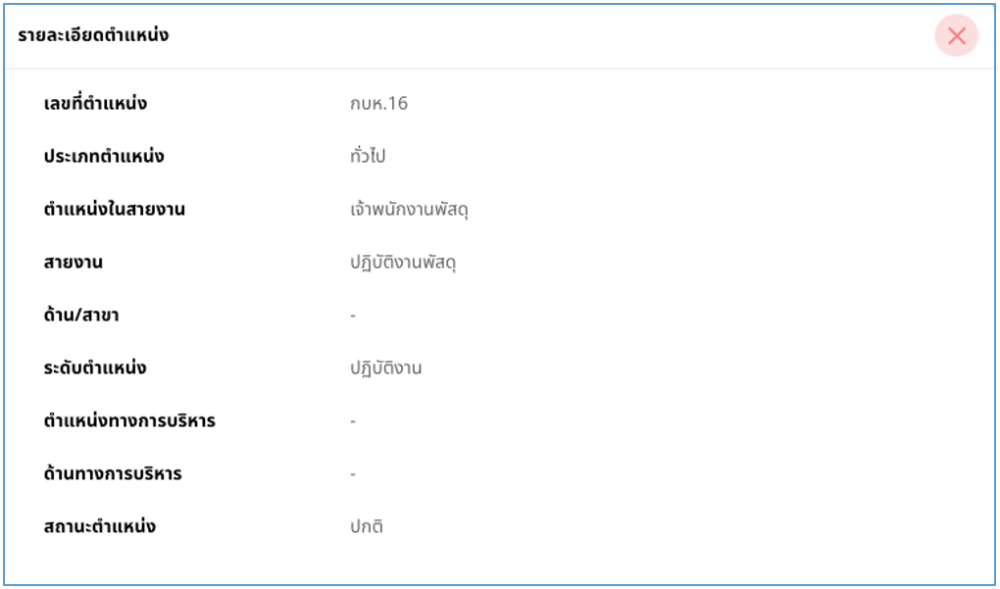 รายละเอียดตำแหน่ง
เลขที่ตำแหน่ง กบห.16
ประเภทตำแหน่ง ทั่วไป
ตำแหน่งในสายงาน เจ้าพนักงานพัสดุ
สายงาน ปฏิบัติงานพัสดุ
ด้าน/สาขา -
ระดับตำแหน่ง ปฏิบัติงาน
ตำแหน่งทางการบริหาร -
ด้านทางการบริหาร -
สถานะตำแหน่ง ปกติ